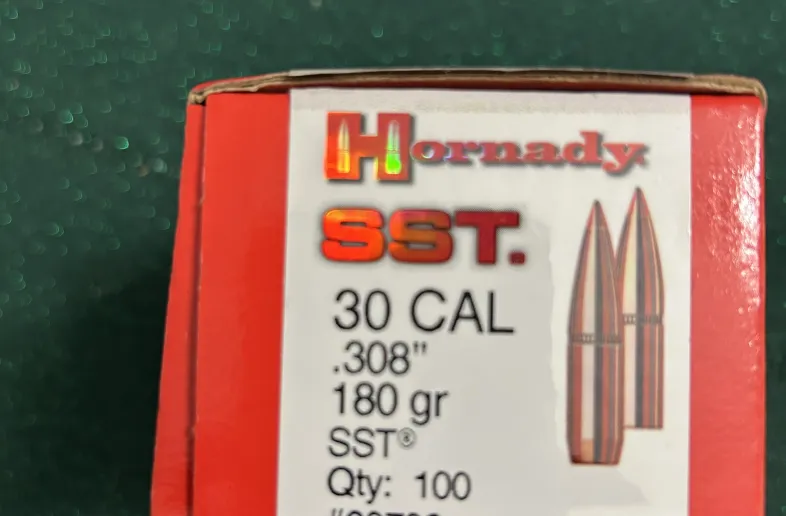 Hornady
SST.
30 CAL
.308"
180 gr
SST®
Qty: 100